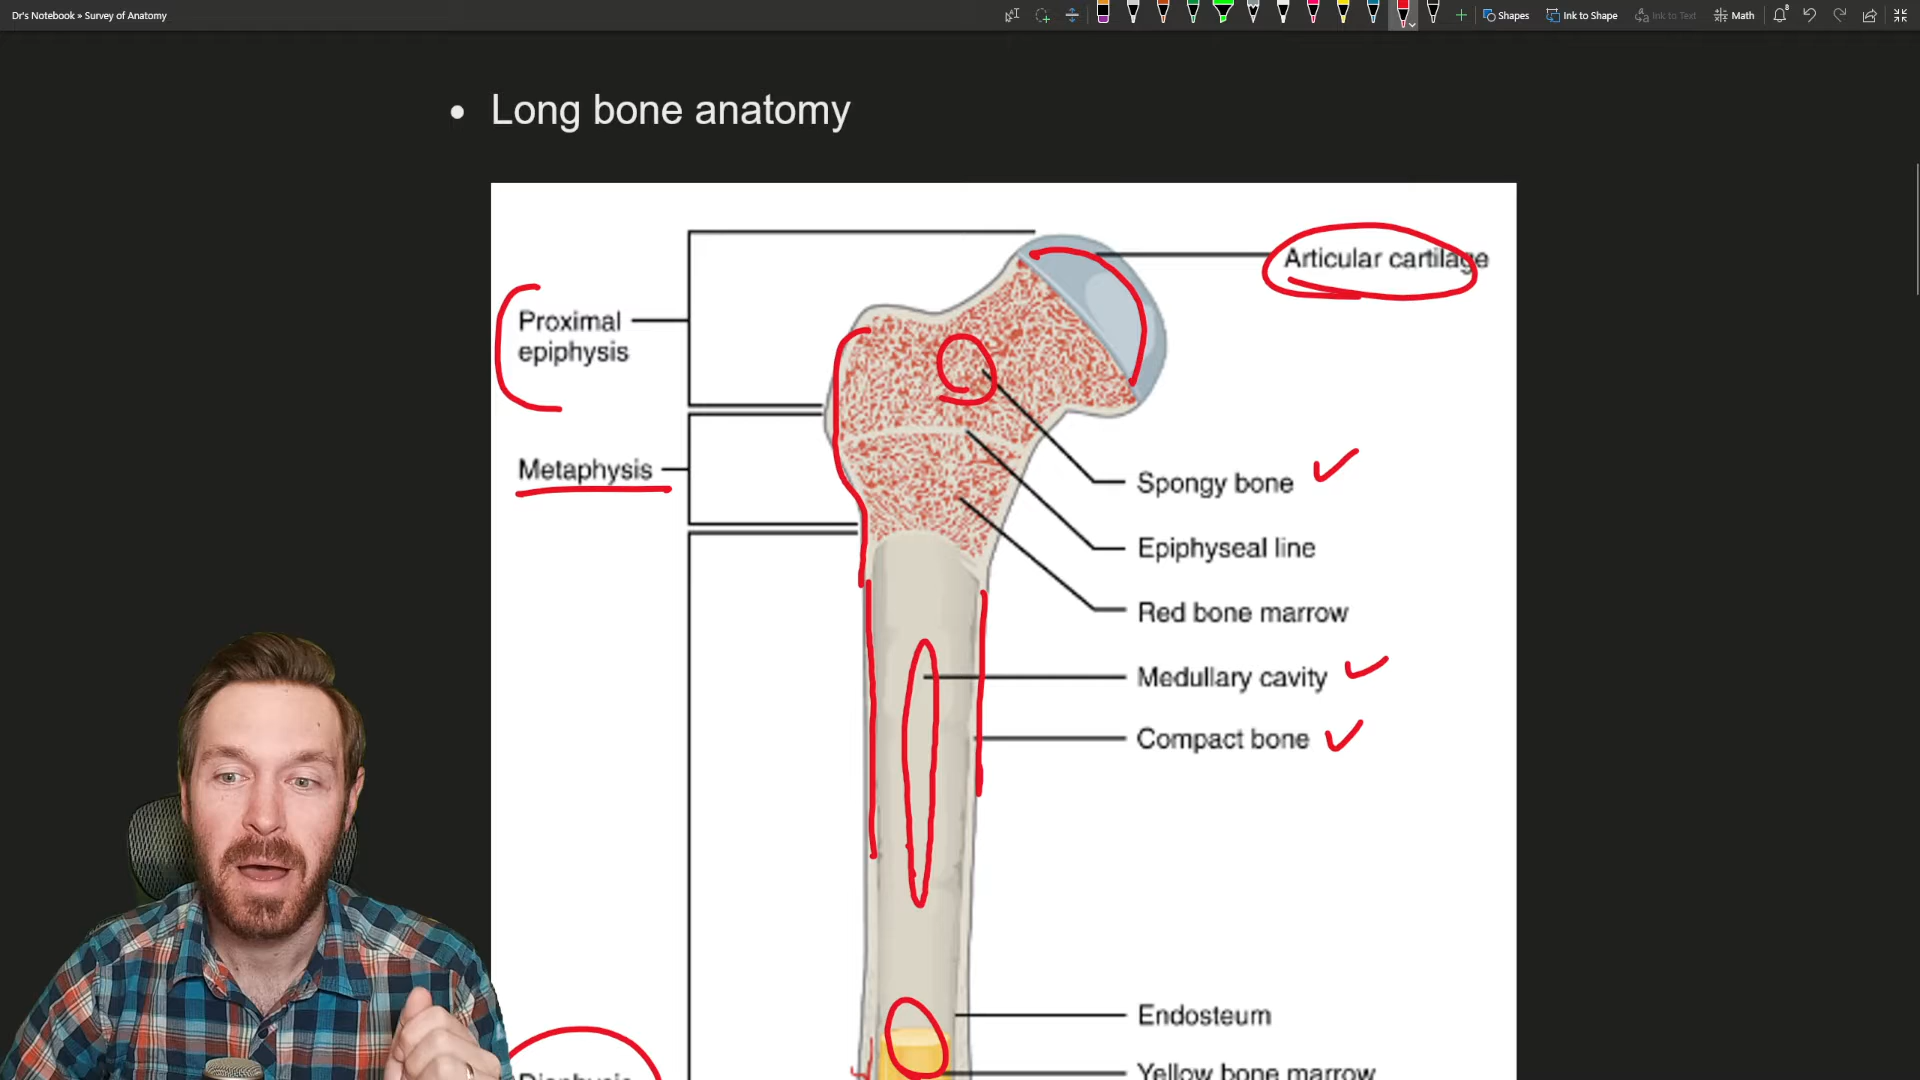 Dr's Notebook » Survey of Anatomy
Shapes
Ink to Shape
Ink to Text
Math
• Long bone anatomy
Articular cartilage
Proximal
epiphysis
Metaphysis
Spongy bone
Epiphyseal line
Red bone marrow
Medullary cavity
Compact bone
Endosteum
Diaphysis
Yellow bone marrow